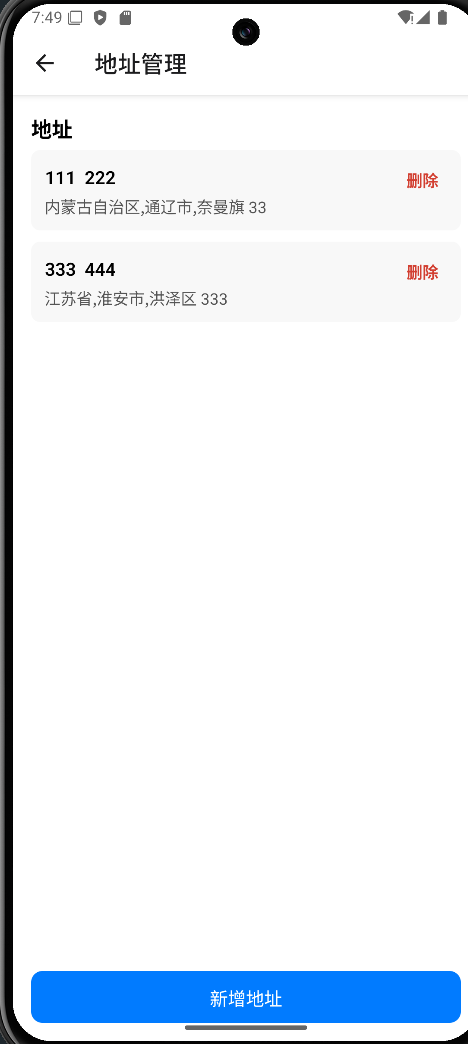 7:49
地址管理
地址
111 222
删除
内蒙古自治区,通辽市,奈曼旗 33
333 444
删除
江苏省,淮安市,洪泽区 333
新增地址